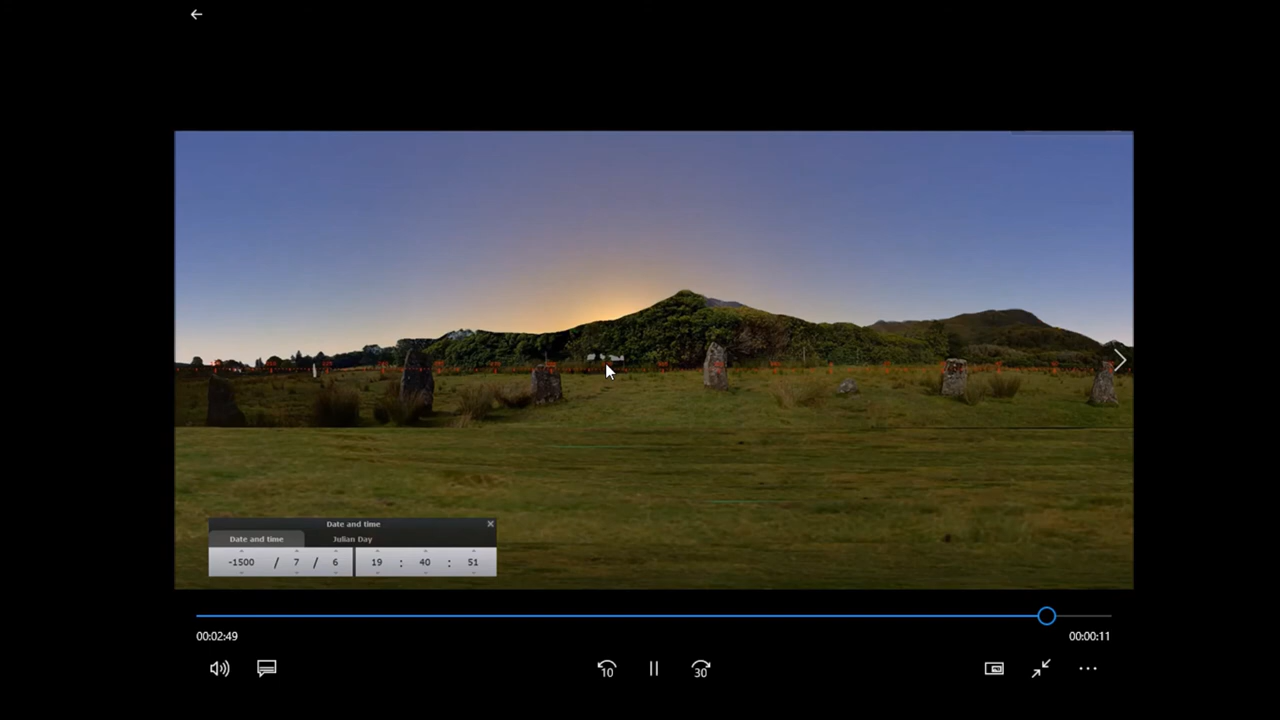 Date and time
Date and time Julian Day
-1500 / 7 / 6 19 : 40 : 51
00:02:49 00:00:11
10 30